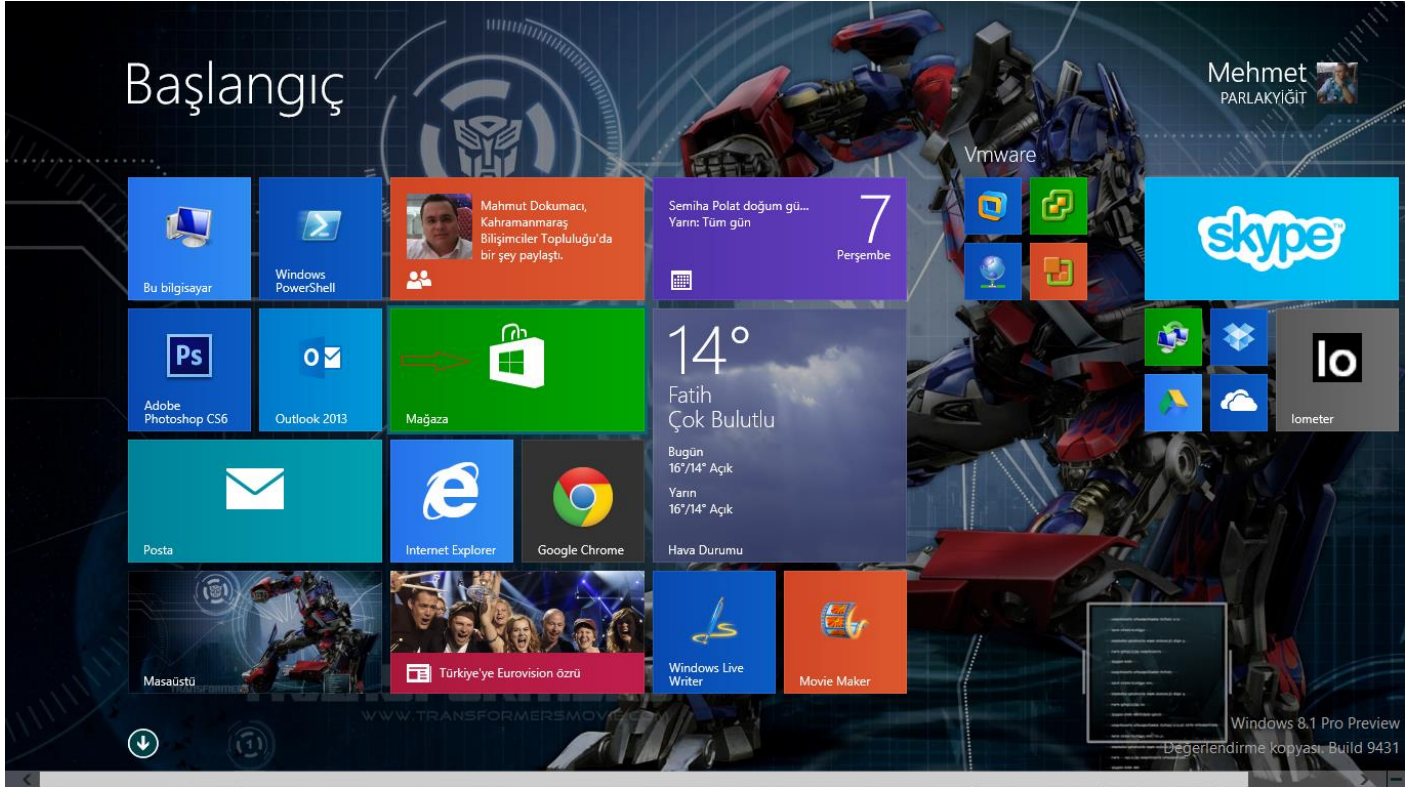 Başlangıç
Mehmet
PARLAKYİĞİT
Vmware
Bu bilgisayar
Windows
PowerShell
Mahmut Dokumacı,
Kahramanmaraş
Bilişimciler Topluluğu'da
bir şey paylaştı.
Semiha Polat doğum gü...
Yarın: Tüm gün
7
Perşembe
skype
Ps
Adobe
Photoshop CS6
Outlook 2013
Mağaza
14°
Fatih
Çok Bulutlu
Bugün
16°/14° Açık
Yarın
16°/14° Açık
Hava Durumu
Io
Iometer
Posta
Internet Explorer
Google Chrome
Masaüstü
Türkiye'ye Eurovision özrü
Windows Live
Writer
Movie Maker
WWW.TRANSFORMERSMOVIE.COM
Windows 8.1 Pro Preview
Değerlendirme kopyası. Build 9431